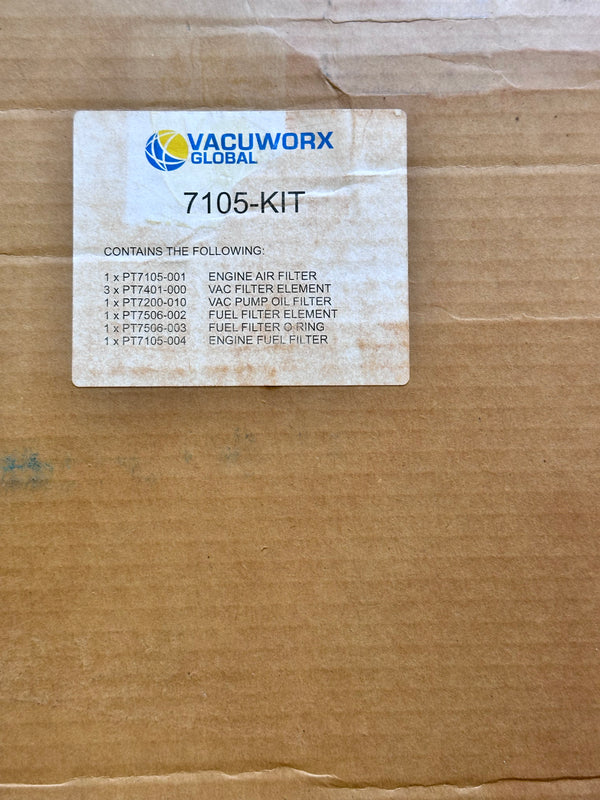 VACUWORX
GLOBAL
7105-KIT
CONTAINS THE FOLLOWING:
1 x PT7105-001 ENGINE AIR FILTER
3 x PT7401-000 VAC FILTER ELEMENT
1 x PT7200-010 VAC PUMP OIL FILTER
1 x PT7506-002 FUEL FILTER ELEMENT
1 x PT7506-003 FUEL FILTER O RING
1 x PT7105-004 ENGINE FUEL FILTER